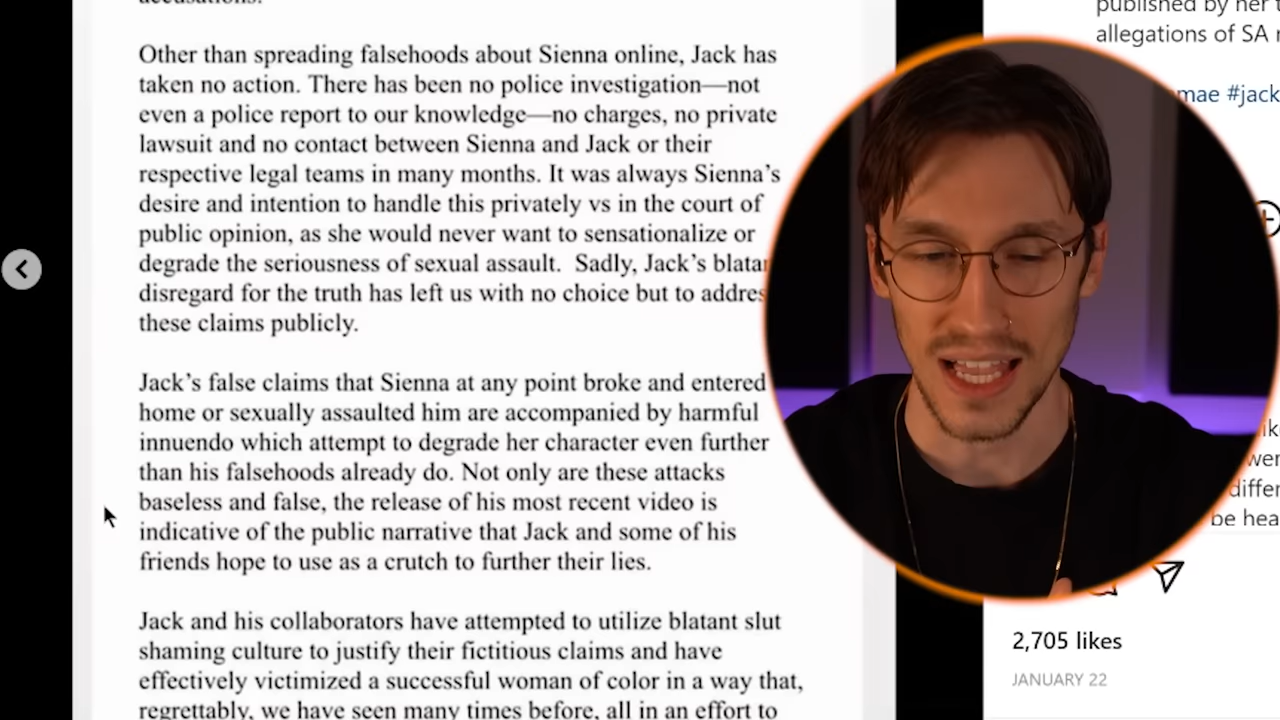 accusations.
Other than spreading falsehoods about Sienna online, Jack has
taken no action. There has been no police investigation—not
even a police report to our knowledge—no charges, no private
lawsuit and no contact between Sienna and Jack or their
respective legal teams in many months. It was always Sienna's
desire and intention to handle this privately vs in the court of
public opinion, as she would never want to sensationalize or
degrade the seriousness of sexual assault. Sadly, Jack's
disregard for the truth has left us with no choice but to
these claims publicly.
Jack's false claims that Sienna at any point broke and entered
home or sexually assaulted him are accompanied by harmful
innuendo which attempt to degrade her character even further
than his falsehoods already do. Not only are these attacks
baseless and false, the release of his most recent video is
indicative of the public narrative that Jack and some of his
friends hope to use as a crutch to further their lies.
Jack and his collaborators have attempted to utilize blatant slut
shaming culture to justify their fictitious claims and have
effectively victimized a successful woman of color in a way that,
regrettably, we have seen many times before, all in an effort to
published by her
allegations of SA
mae #jack
be hea
2,705 likes
JANUARY 22